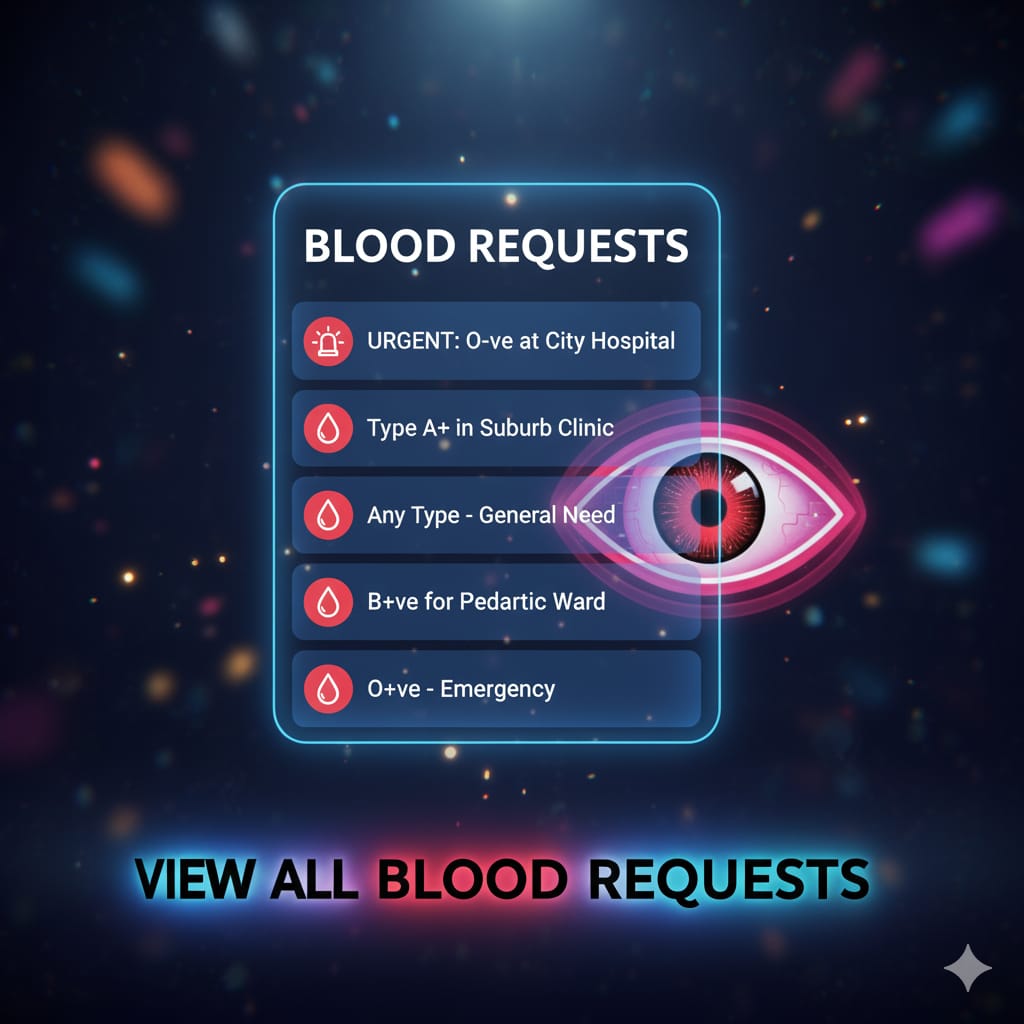 BLOOD REQUESTS
URGENT: O-ve at City Hospital
Type A+ in Suburb Clinic
Any Type - General Need
B+ve for Pedartic Ward
O+ve - Emergency
VIEW ALL BLOOD REQUESTS